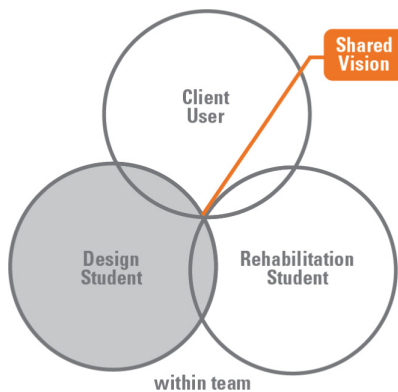 Shared
Vision
Client
User
Design
Student
Rehabilitation
Student
within team